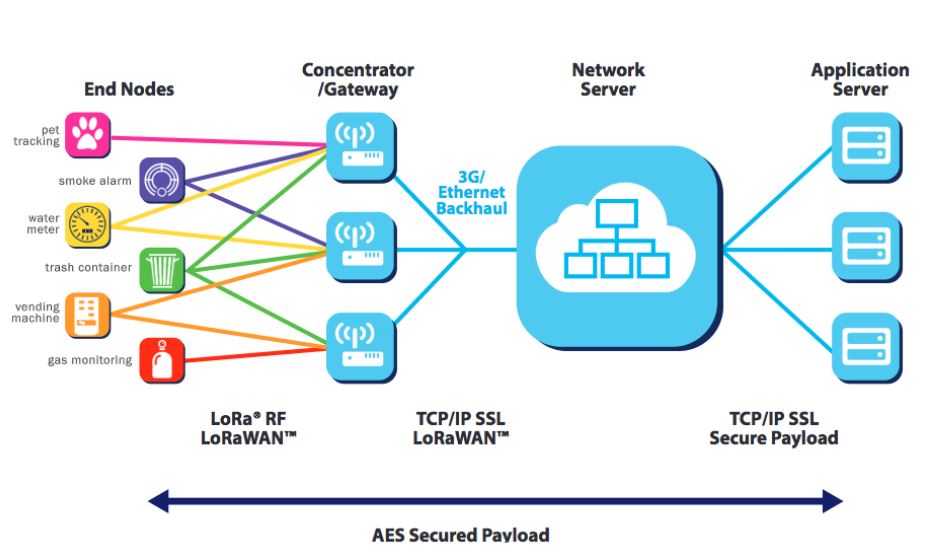 End Nodes
Concentrator
/Gateway
Network
Server
Application
Server
pet
tracking
smoke alarm
water
meter
trash container
vending
machine
gas monitoring
3G/
Ethernet
Backhaul
LoRa® RF
LoRaWAN™
TCP/IP SSL
LoRaWAN™
TCP/IP SSL
Secure Payload
AES Secured Payload